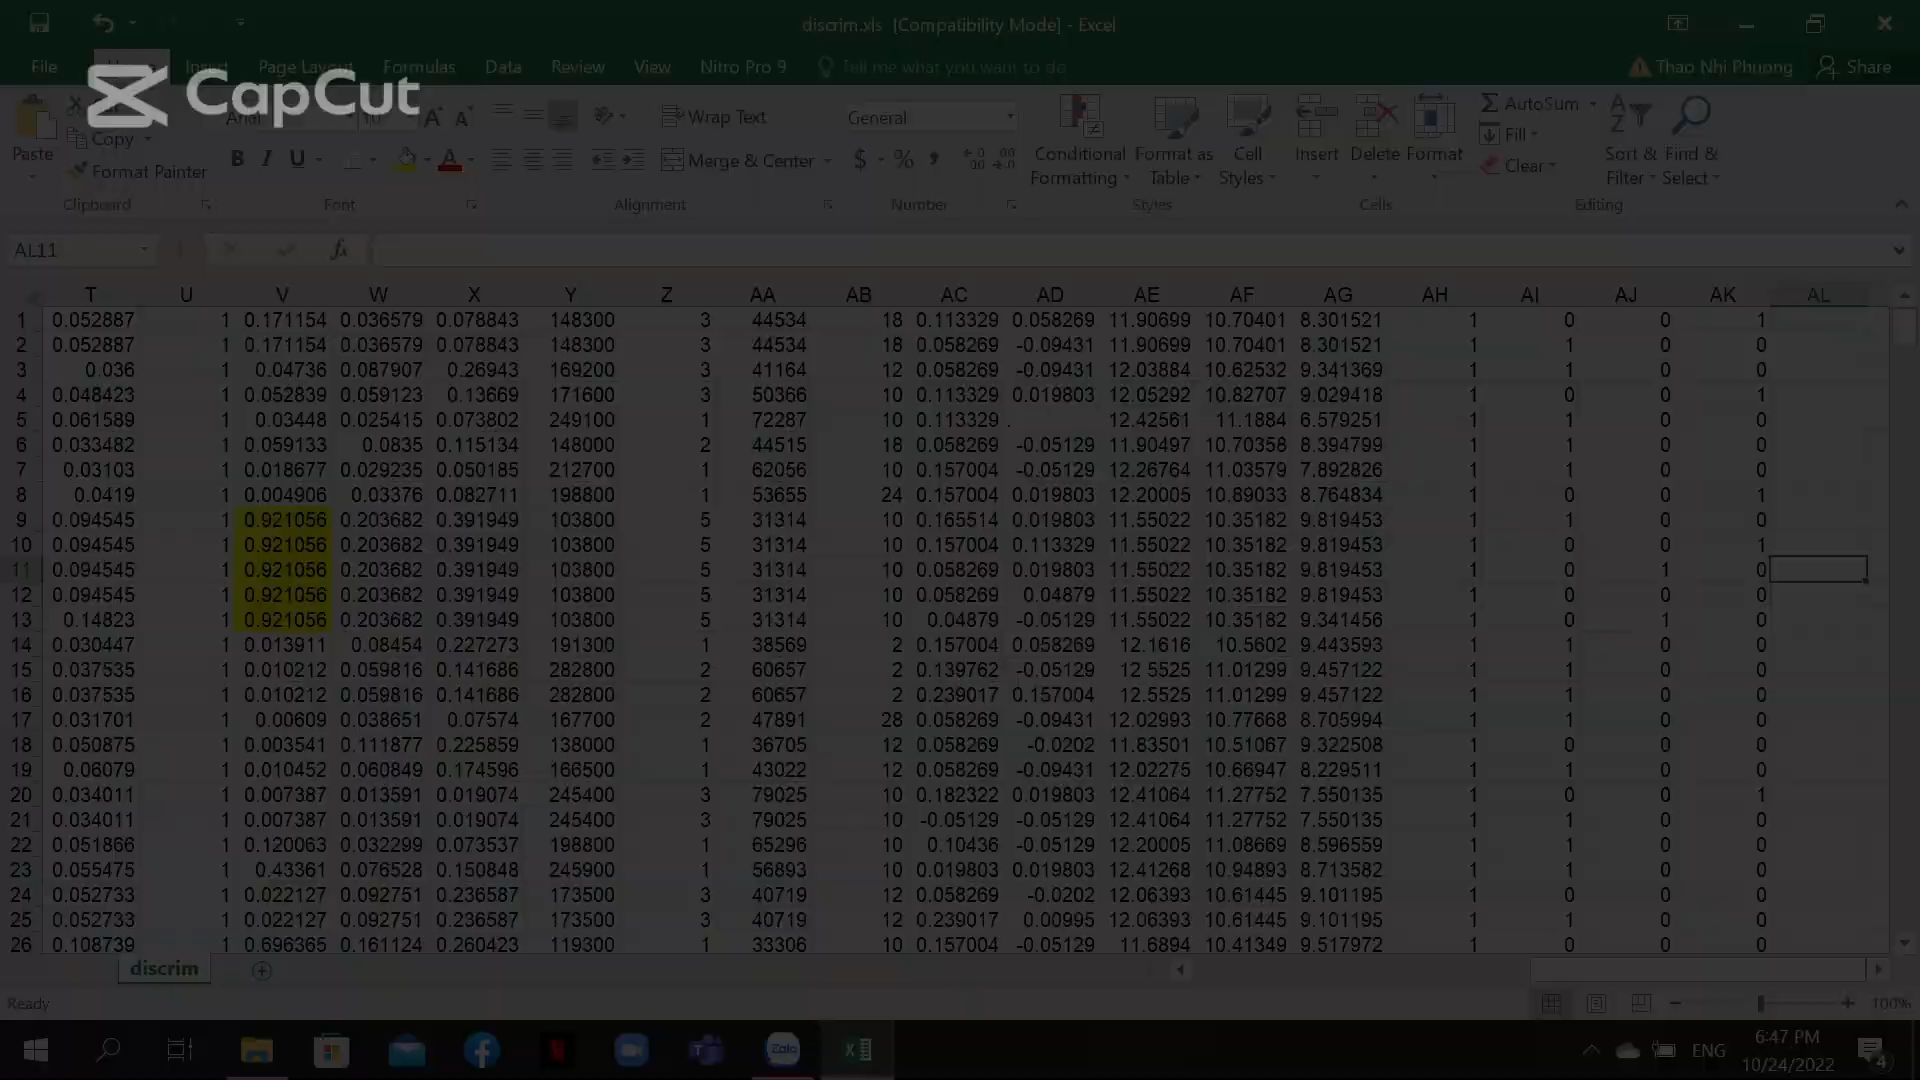 discrim.xls [Compatibility Mode] - Excel
File Insert Page Layout Formulas Data Review View Nitro Pro 9 Tell me what you want to do Thao Nhi Phuong Share
CapCut
Paste Copy Format Painter Arial 10 B I U Wrap Text Merge & Center General $ % Conditional Formatting Format as Table Cell Styles Insert Delete Format AutoSum Fill Clear Sort & Filter Find & Select
Clipboard Font Alignment Number Styles Cells Editing
AL11 fx
T U V W X Y Z AA AB AC AD AE AF AG AH AI AJ AK AL
1 0.052887 1 0.171154 0.036579 0.078843 148300 3 44534 18 0.113329 0.058269 11.90699 10.70401 8.301521 1 0 0 1
2 0.052887 1 0.171154 0.036579 0.078843 148300 3 44534 18 0.058269 -0.09431 11.90699 10.70401 8.301521 1 1 0 0
3 0.036 1 0.04736 0.087907 0.26943 169200 3 41164 12 0.058269 -0.09431 12.03884 10.62532 9.341369 1 1 0 0
4 0.048423 1 0.052839 0.059123 0.13669 171600 3 50366 10 0.113329 0.019803 12.05292 10.82707 9.029418 1 0 0 1
5 0.061589 1 0.03448 0.025415 0.073802 249100 1 72287 10 0.113329 . 12.42561 11.1884 6.579251 1 1 0 0
6 0.033482 1 0.059133 0.0835 0.115134 148000 2 44515 18 0.058269 -0.05129 11.90497 10.70358 8.394799 1 1 0 0
7 0.03103 1 0.018677 0.029235 0.050185 212700 1 62056 10 0.157004 -0.05129 12.26764 11.03579 7.892826 1 1 0 0
8 0.0419 1 0.004906 0.03376 0.082711 198800 1 53655 24 0.157004 0.019803 12.20005 10.89033 8.764834 1 0 0 1
9 0.094545 1 0.921056 0.203682 0.391949 103800 5 31314 10 0.165514 0.019803 11.55022 10.35182 9.819453 1 1 0 0
10 0.094545 1 0.921056 0.203682 0.391949 103800 5 31314 10 0.157004 0.113329 11.55022 10.35182 9.819453 1 0 0 1
11 0.094545 1 0.921056 0.203682 0.391949 103800 5 31314 10 0.058269 0.019803 11.55022 10.35182 9.819453 1 0 1 0
12 0.094545 1 0.921056 0.203682 0.391949 103800 5 31314 10 0.058269 0.04879 11.55022 10.35182 9.819453 1 0 0 0
13 0.14823 1 0.921056 0.203682 0.391949 103800 5 31314 10 0.04879 -0.05129 11.55022 10.35182 9.341456 1 0 1 0
14 0.030447 1 0.013911 0.08454 0.227273 191300 1 38569 2 0.157004 0.058269 12.1616 10.5602 9.443593 1 1 0 0
15 0.037535 1 0.010212 0.059816 0.141686 282800 2 60657 2 0.139762 -0.05129 12.5525 11.01299 9.457122 1 1 0 0
16 0.037535 1 0.010212 0.059816 0.141686 282800 2 60657 2 0.239017 0.157004 12.5525 11.01299 9.457122 1 0 0 0
17 0.031701 1 0.00609 0.038651 0.07574 167700 2 47891 28 0.058269 -0.09431 12.02993 10.77668 8.705994 1 1 0 0
18 0.050875 1 0.003541 0.111877 0.225859 138000 1 36705 12 0.058269 -0.0202 11.83501 10.51067 9.322508 1 0 0 0
19 0.06079 1 0.010452 0.060849 0.174596 166500 1 43022 12 0.058269 -0.09431 12.02275 10.66947 8.229511 1 1 0 0
20 0.034011 1 0.007387 0.013591 0.019074 245400 3 79025 10 0.182322 0.019803 12.41064 11.27752 7.550135 1 0 0 1
21 0.034011 1 0.007387 0.013591 0.019074 245400 3 79025 10 -0.05129 -0.05129 12.41064 11.27752 7.550135 1 1 0 0
22 0.051866 1 0.120063 0.032299 0.073537 198800 1 65296 10 0.10436 -0.05129 12.20005 11.08669 8.596559 1 1 0 0
23 0.055475 1 0.43361 0.076528 0.150848 245900 1 56893 10 0.019803 0.019803 12.41268 10.94893 8.713582 1 0 0 0
24 0.052733 1 0.022127 0.092751 0.236587 173500 3 40719 12 0.058269 -0.0202 12.06393 10.61445 9.101195 1 0 0 0
25 0.052733 1 0.022127 0.092751 0.236587 173500 3 40719 12 0.239017 0.00995 12.06393 10.61445 9.101195 1 1 0 0
26 0.108739 1 0.696365 0.161124 0.260423 119300 1 33306 10 0.157004 -0.05129 11.6894 10.41349 9.517972 1 0 0 0
discrim
Ready 100%
Zalo ENG 6:47 PM
10/24/2022 4